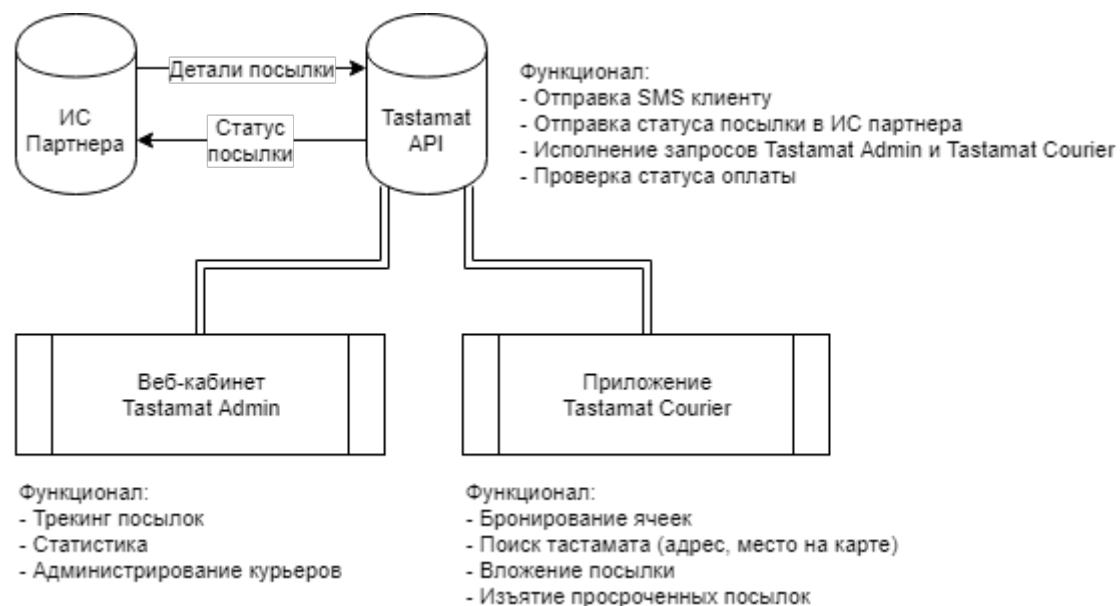 ИС
Партнера
Детали посылки
Статус
посылки
Tastamat
API
Функционал:
- Отправка SMS клиенту
- Отправка статуса посылки в ИС партнера
- Исполнение запросов Tastamat Admin и Tastamat Courier
- Проверка статуса оплаты
Веб-кабинет
Tastamat Admin
Функционал:
- Трекинг посылок
- Статистика
- Администрирование курьеров
Приложение
Tastamat Courier
Функционал:
- Бронирование ячеек
- Поиск тастамата (адрес, место на карте)
- Вложение посылки
- Изъятие просроченных посылок